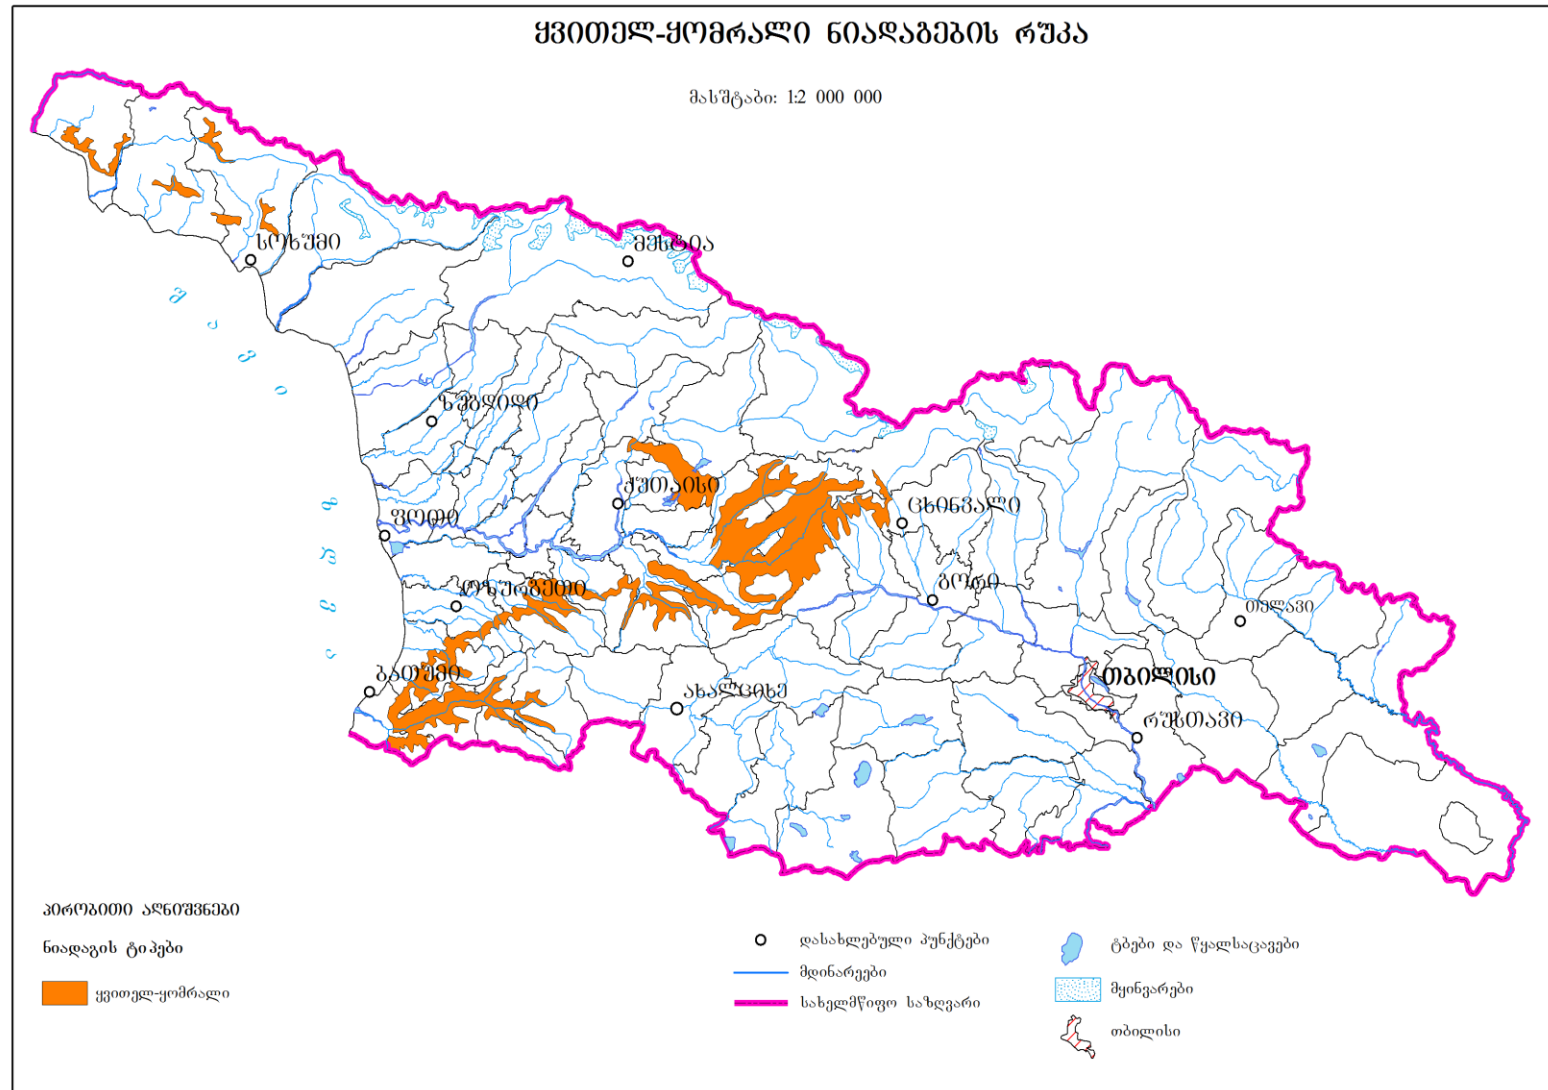 ყვითელ-ყომრალი ნიადაგების რუკა
მასშტაბი: 1:2 000 000
სოხუმი
მესტია
შავი
ზუგდიდი
ქუთაისი
ფოთი
ცხინვალი
ზღვა
ოზურგეთი
გორი
თელავი
ბათუმი
ახალციხე
თბილისი
რუსთავი
პირობითი აღნიშვნები
ნიადაგის ტიპები
ყვითელ-ყომრალი
დასახლებული პუნქტები
მდინარეები
სახელმწიფო საზღვარი
ტბები და წყალსაცავები
მყინვარები
თბილისი